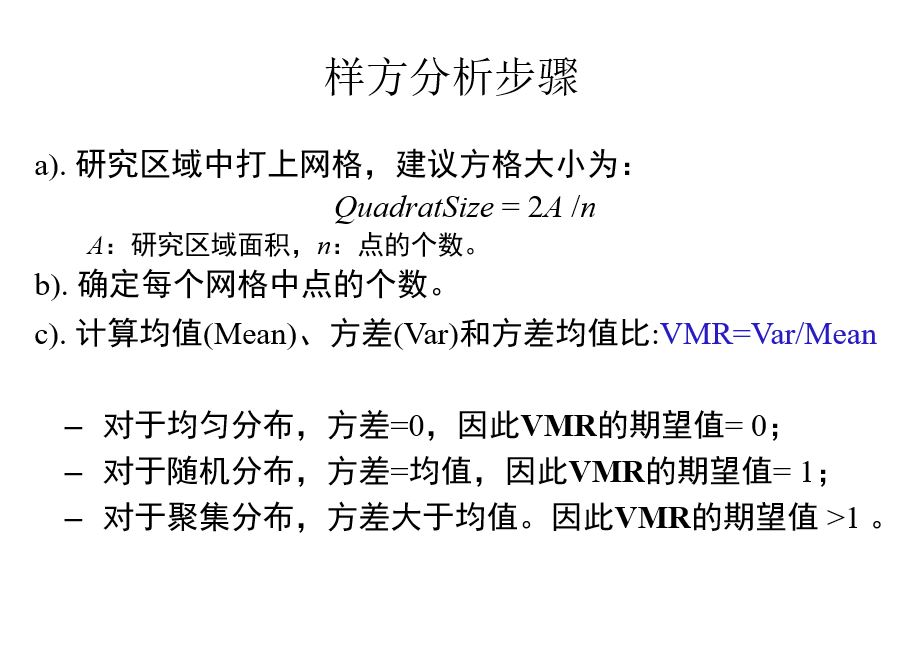 样方分析步骤
a). 研究区域中打上网格，建议方格大小为：
QuadratSize = 2A /n
A：研究区域面积，n：点的个数。
b). 确定每个网格中点的个数。
c). 计算均值(Mean)、方差(Var)和方差均值比:VMR=Var/Mean
– 对于均匀分布，方差=0，因此VMR的期望值= 0；
– 对于随机分布，方差=均值，因此VMR的期望值= 1；
– 对于聚集分布，方差大于均值。因此VMR的期望值 >1 。